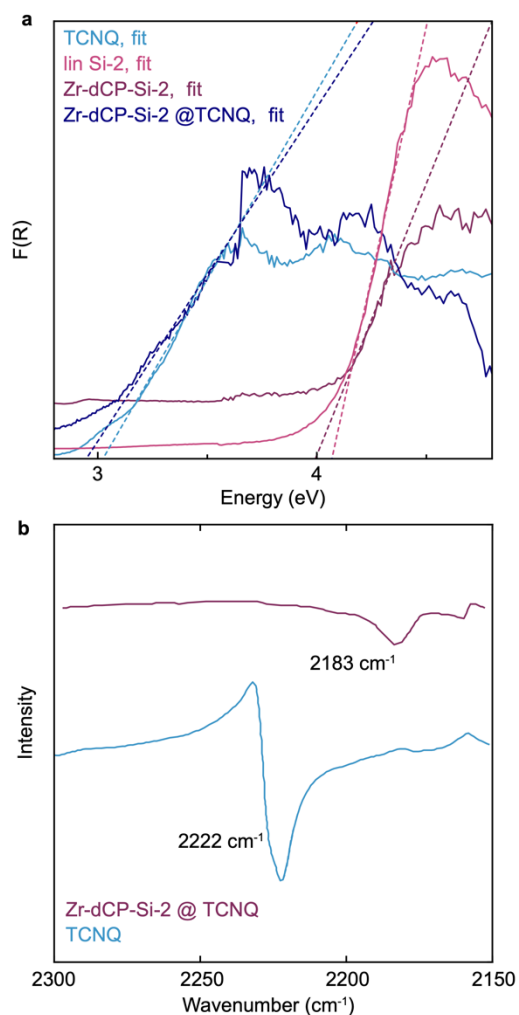 a
TCNQ, fit
lin Si-2, fit
Zr-dCP-Si-2, fit
Zr-dCP-Si-2 @TCNQ, fit
F(R)
3
4
Energy (eV)
b
2183 cm⁻¹
2222 cm⁻¹
Intensity
Zr-dCP-Si-2 @ TCNQ
TCNQ
2300
2250
2200
2150
Wavenumber (cm⁻¹)